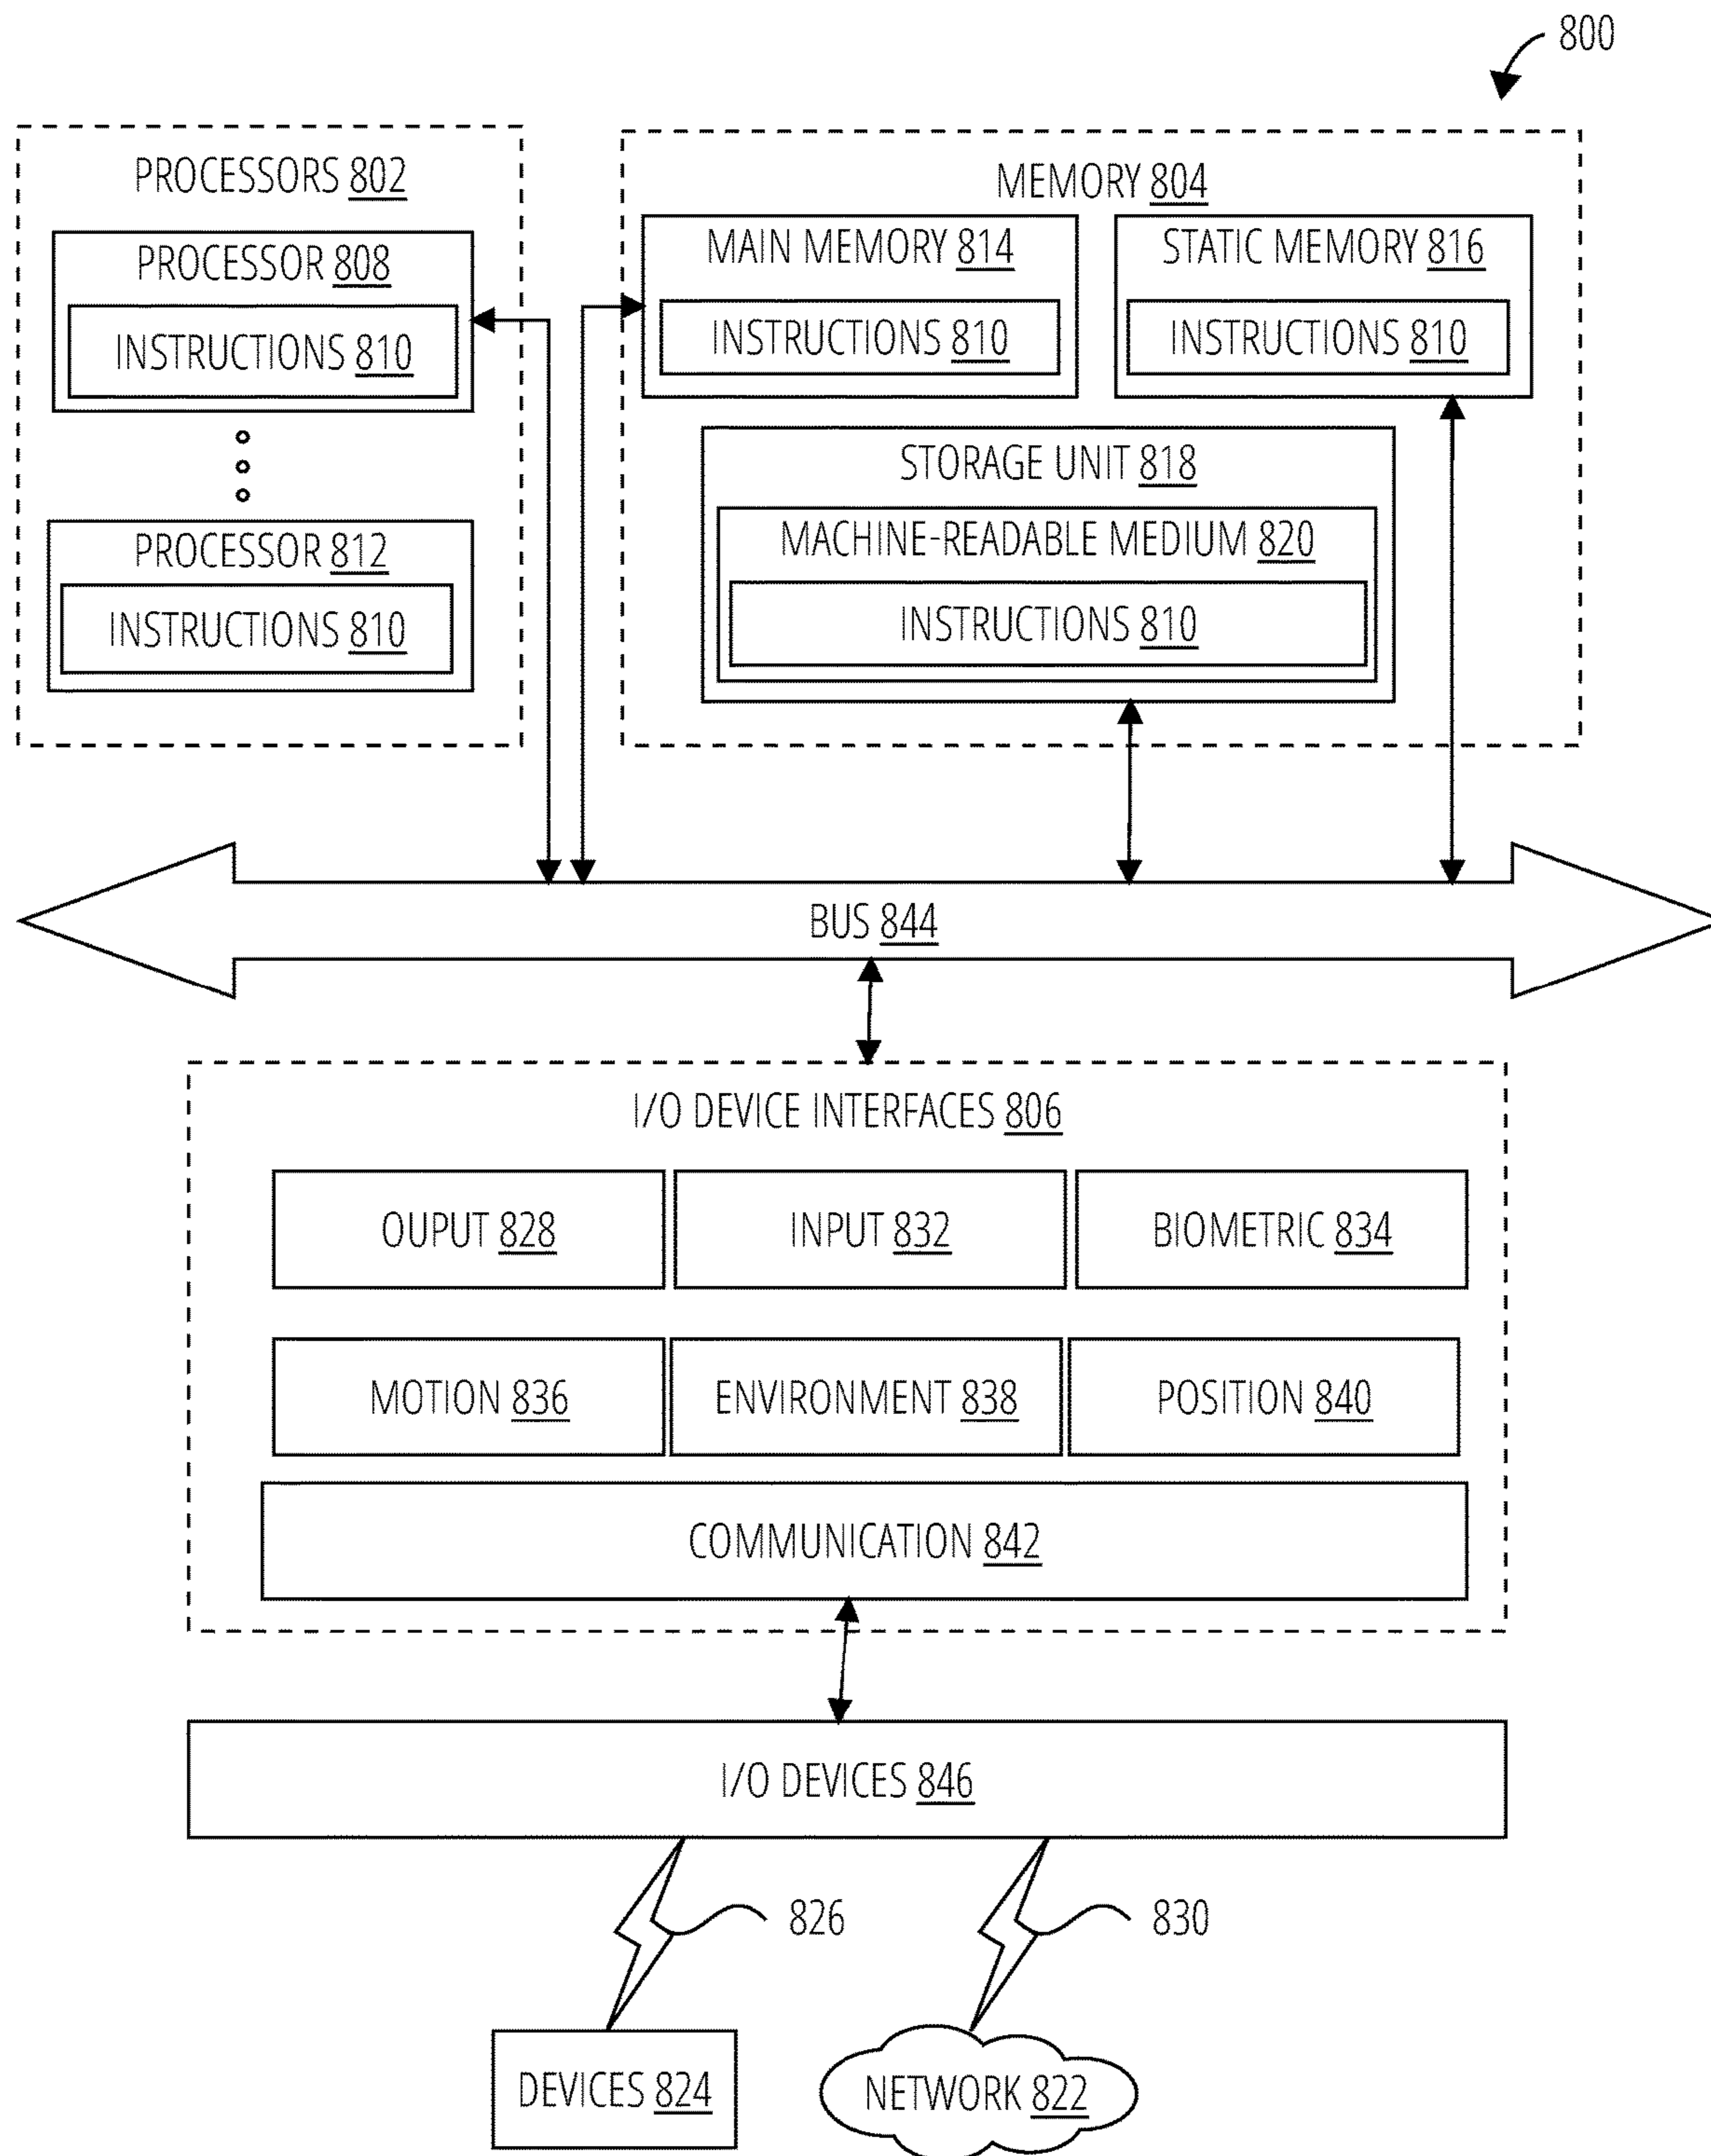 800
PROCESSORS 802
PROCESSOR 808
INSTRUCTIONS 810
PROCESSOR 812
INSTRUCTIONS 810
MEMORY 804
MAIN MEMORY 814
INSTRUCTIONS 810
STATIC MEMORY 816
INSTRUCTIONS 810
STORAGE UNIT 818
MACHINE-READABLE MEDIUM 820
INSTRUCTIONS 810
BUS 844
I/O DEVICE INTERFACES 806
OUPUT 828
INPUT 832
BIOMETRIC 834
MOTION 836
ENVIRONMENT 838
POSITION 840
COMMUNICATION 842
I/O DEVICES 846
826
830
DEVICES 824
NETWORK 822